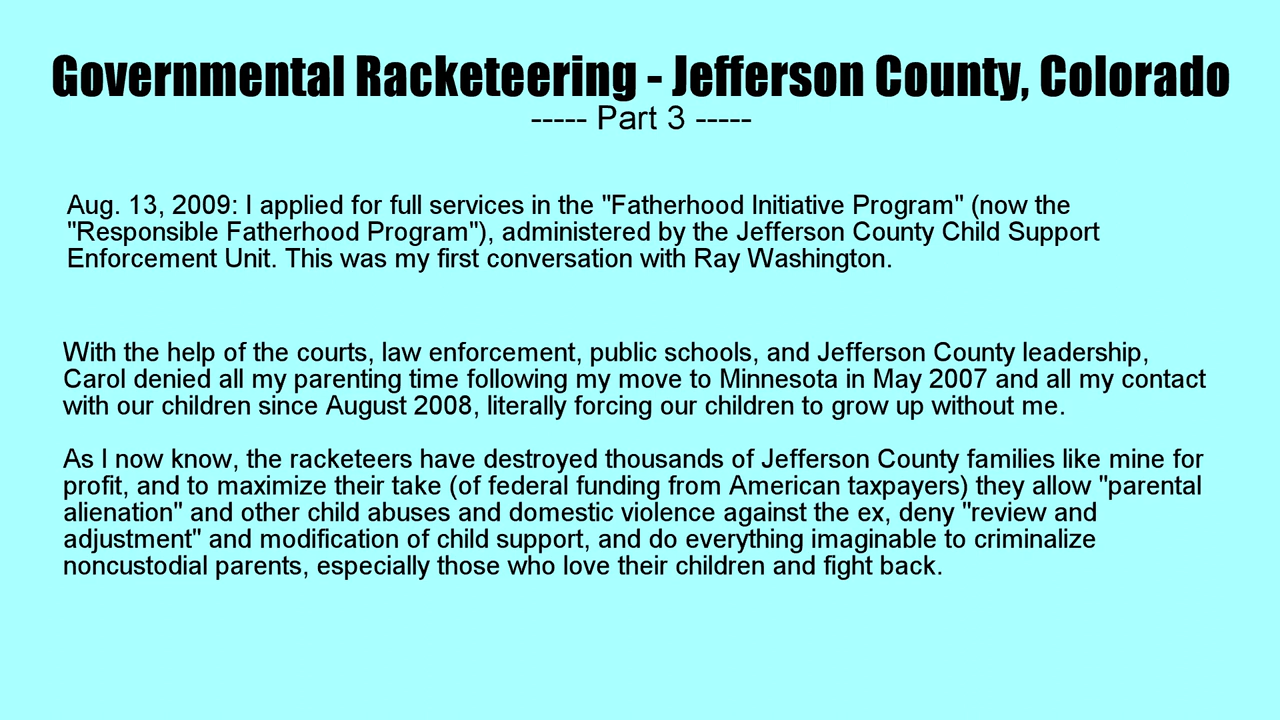 Governmental Racketeering - Jefferson County, Colorado
----- Part 3 -----
Aug. 13, 2009: I applied for full services in the "Fatherhood Initiative Program" (now the
"Responsible Fatherhood Program"), administered by the Jefferson County Child Support
Enforcement Unit. This was my first conversation with Ray Washington.
With the help of the courts, law enforcement, public schools, and Jefferson County leadership,
Carol denied all my parenting time following my move to Minnesota in May 2007 and all my contact
with our children since August 2008, literally forcing our children to grow up without me.
As I now know, the racketeers have destroyed thousands of Jefferson County families like mine for
profit, and to maximize their take (of federal funding from American taxpayers) they allow "parental
alienation" and other child abuses and domestic violence against the ex, deny "review and
adjustment" and modification of child support, and do everything imaginable to criminalize
noncustodial parents, especially those who love their children and fight back.